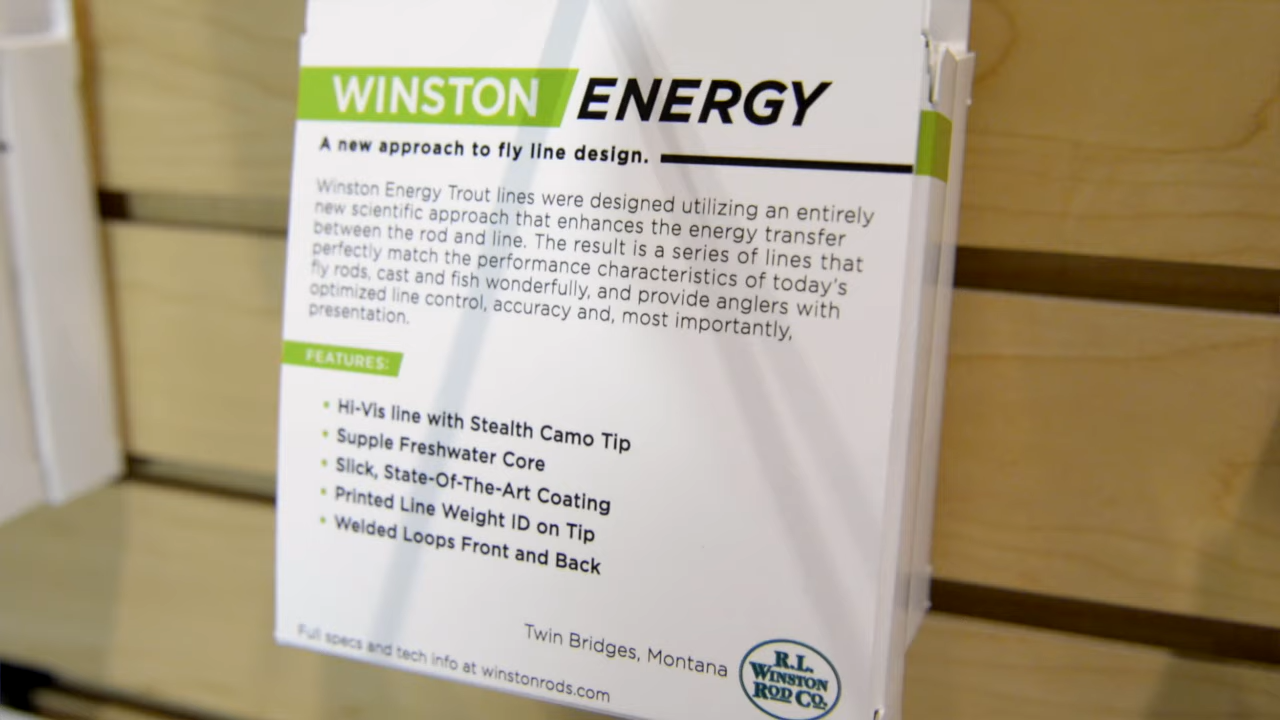 WINSTON ENERGY
A new approach to fly line design.
Winston Energy Trout lines were designed utilizing an entirely
new scientific approach that enhances the energy transfer
between the rod and line. The result is a series of lines that
perfectly match the performance characteristics of today's
fly rods, cast and fish wonderfully, and provide anglers with
optimized line control, accuracy and, most importantly,
presentation.
FEATURES:
• Hi-Vis line with Stealth Camo Tip
• Supple Freshwater Core
• Slick, State-Of-The-Art Coating
• Printed Line Weight ID on Tip
• Welded Loops Front and Back
Twin Bridges, Montana
Full specs and tech info at winstonrods.com
R.L.
WINSTON
ROD CO.